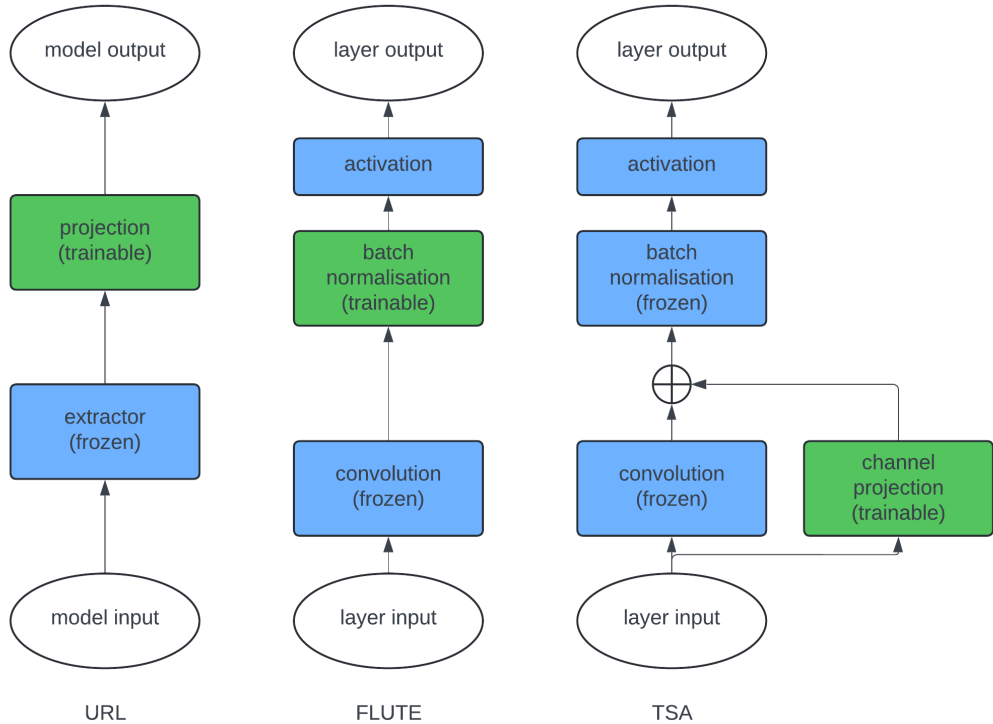 model output
projection
(trainable)
extractor
(frozen)
model input
URL
layer output
activation
batch
normalisation
(trainable)
convolution
(frozen)
layer input
FLUTE
layer output
activation
batch
normalisation
(frozen)
convolution
(frozen)
channel
projection
(trainable)
layer input
TSA